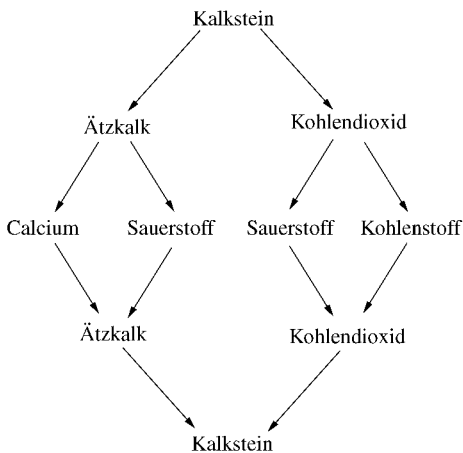 Kalkstein
Ätzkalk Kohlendioxid
Calcium Sauerstoff Sauerstoff Kohlenstoff
Ätzkalk Kohlendioxid
Kalkstein